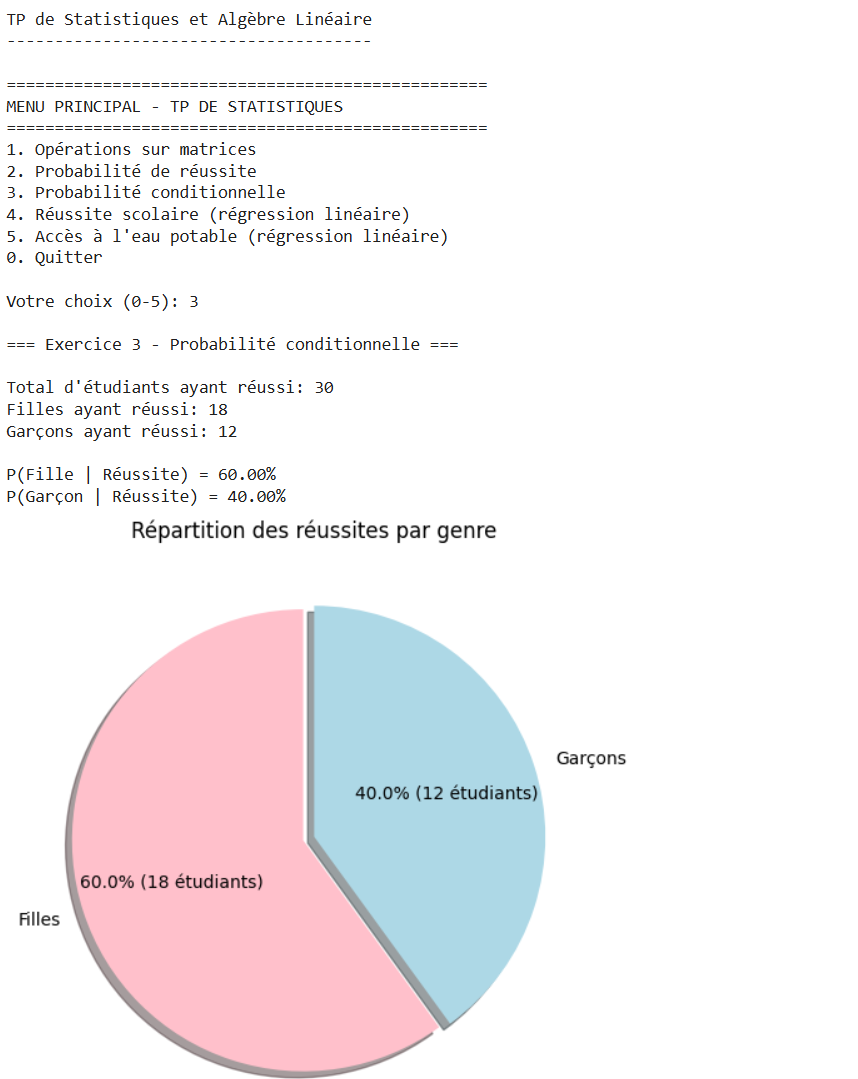 TP de Statistiques et Algèbre Linéaire
--------------------------------------
==================================================
MENU PRINCIPAL - TP DE STATISTIQUES
==================================================
1. Opérations sur matrices
2. Probabilité de réussite
3. Probabilité conditionnelle
4. Réussite scolaire (régression linéaire)
5. Accès à l'eau potable (régression linéaire)
0. Quitter
Votre choix (0-5): 3
=== Exercice 3 - Probabilité conditionnelle ===
Total d'étudiants ayant réussi: 30
Filles ayant réussi: 18
Garçons ayant réussi: 12
P(Fille | Réussite) = 60.00%
P(Garçon | Réussite) = 40.00%
Répartition des réussites par genre
Garçons
40.0% (12 étudiants)
60.0% (18 étudiants)
Filles